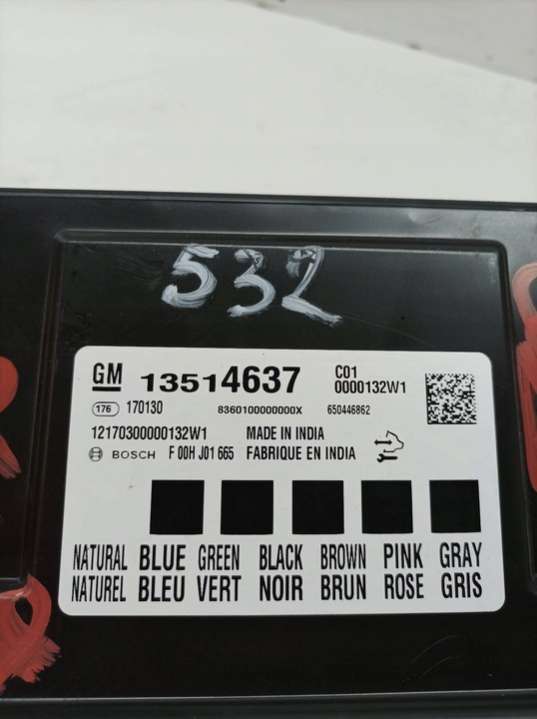 532
GM 13514637 C01
0000132W1
176 170130 8360100000000X 650446862
12170300000132W1 MADE IN INDIA
BOSCH F 00H J01 665 FABRIQUE EN INDIA
NATURAL BLUE GREEN BLACK BROWN PINK GRAY
NATUREL BLEU VERT NOIR BRUN ROSE GRIS